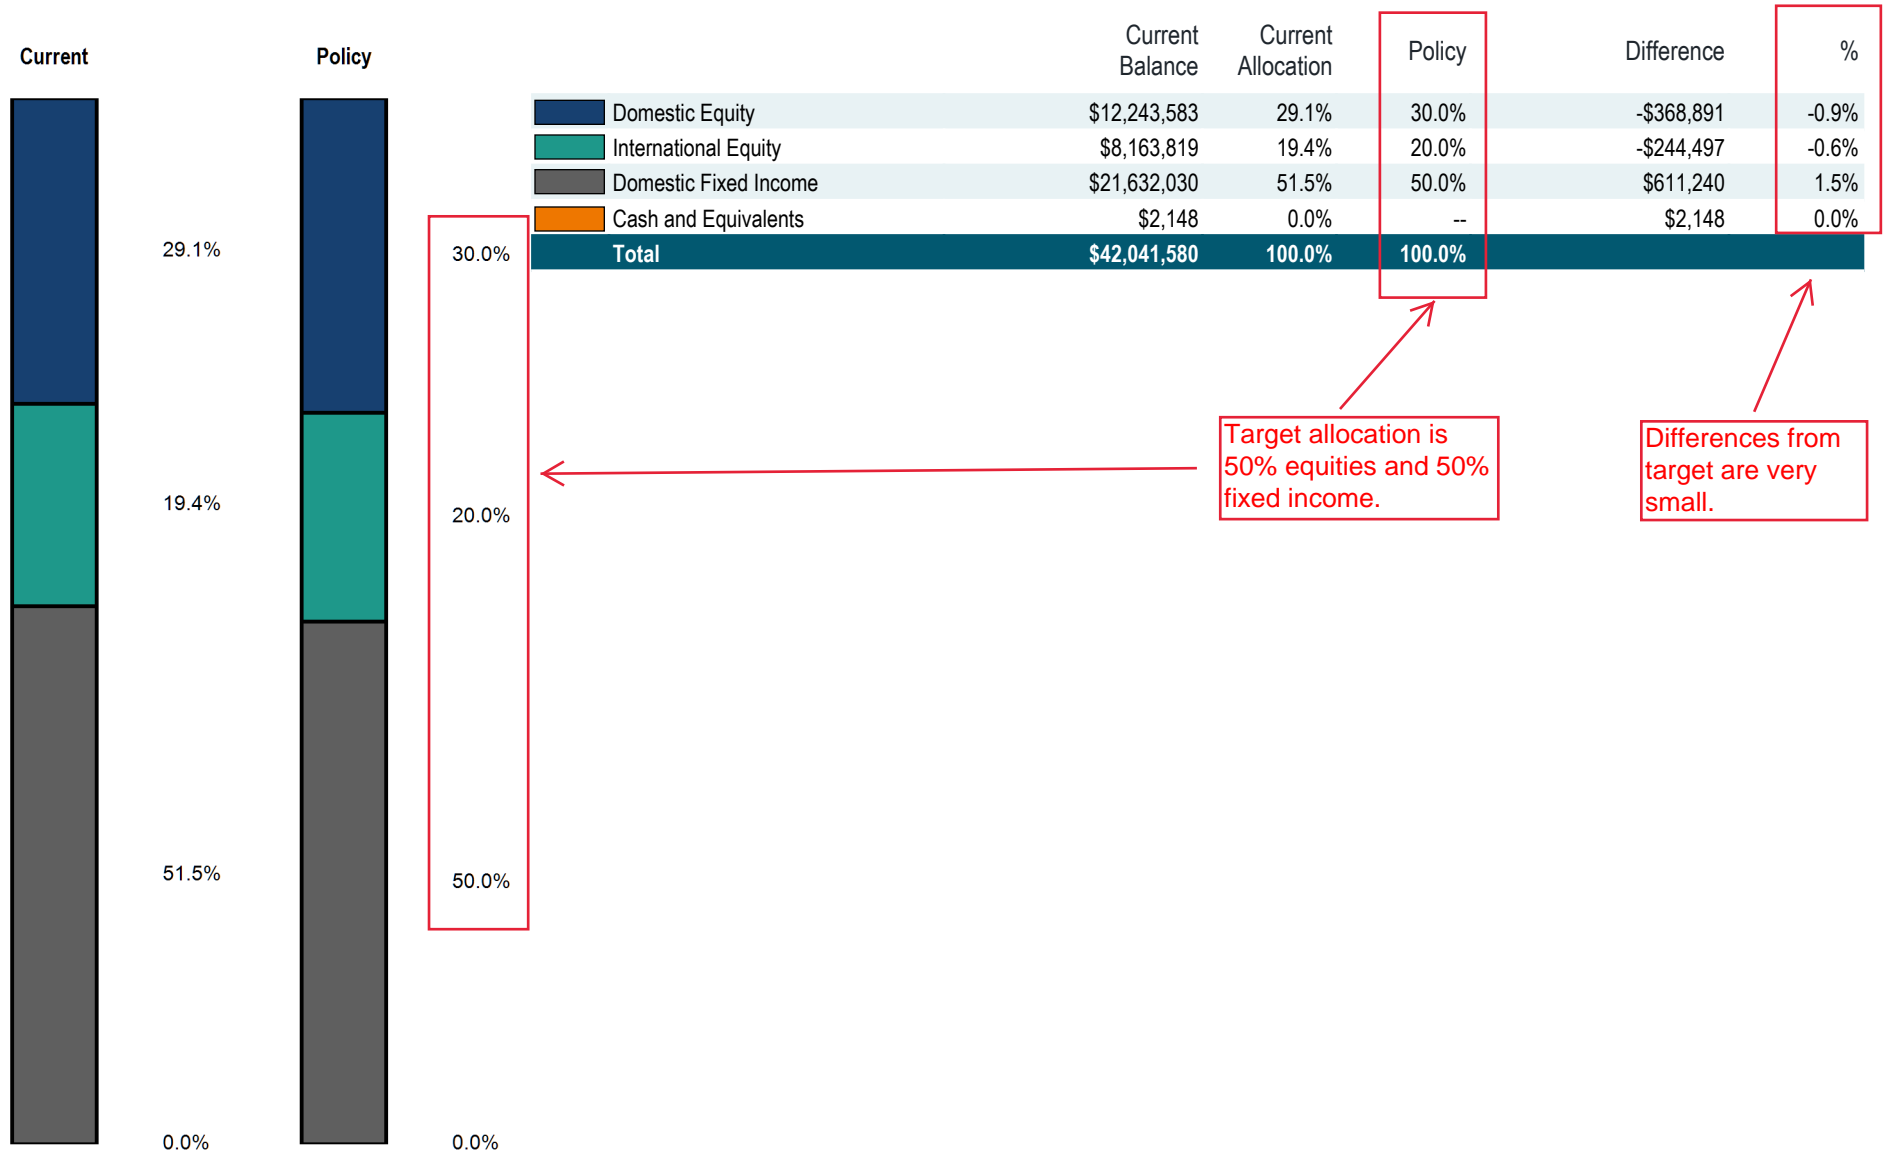 Current
Policy
29.1%
19.4%
51.5%
0.0%
30.0%
20.0%
50.0%
0.0%
Current Balance Current Allocation Policy Difference %
Domestic Equity $12,243,583 29.1% 30.0% -$368,891 -0.9%
International Equity $8,163,819 19.4% 20.0% -$244,497 -0.6%
Domestic Fixed Income $21,632,030 51.5% 50.0% $611,240 1.5%
Cash and Equivalents $2,148 0.0% -- $2,148 0.0%
Total $42,041,580 100.0% 100.0%
Target allocation is
50% equities and 50%
fixed income.
Differences from
target are very
small.